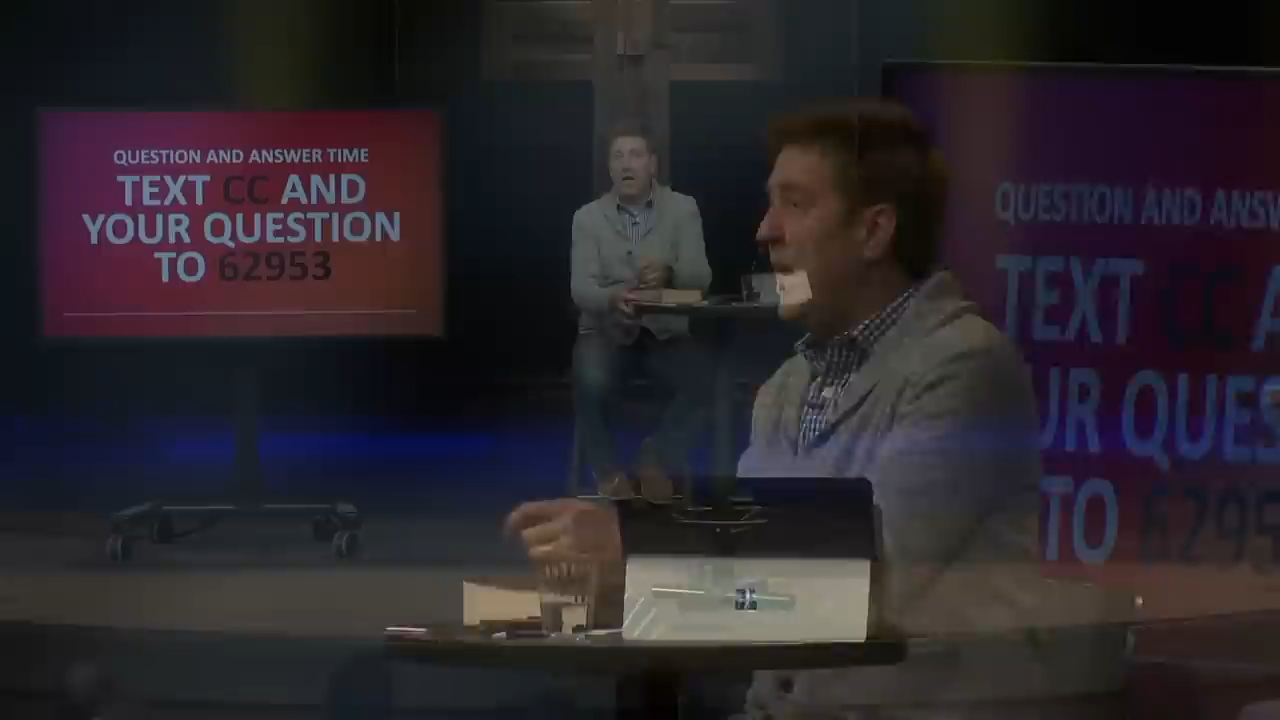 QUESTION AND ANSWER TIME
TEXT CC AND
YOUR QUESTION
TO 62953
QUESTION AND ANSW
TEXT CC A
UR QUES
TO 6295